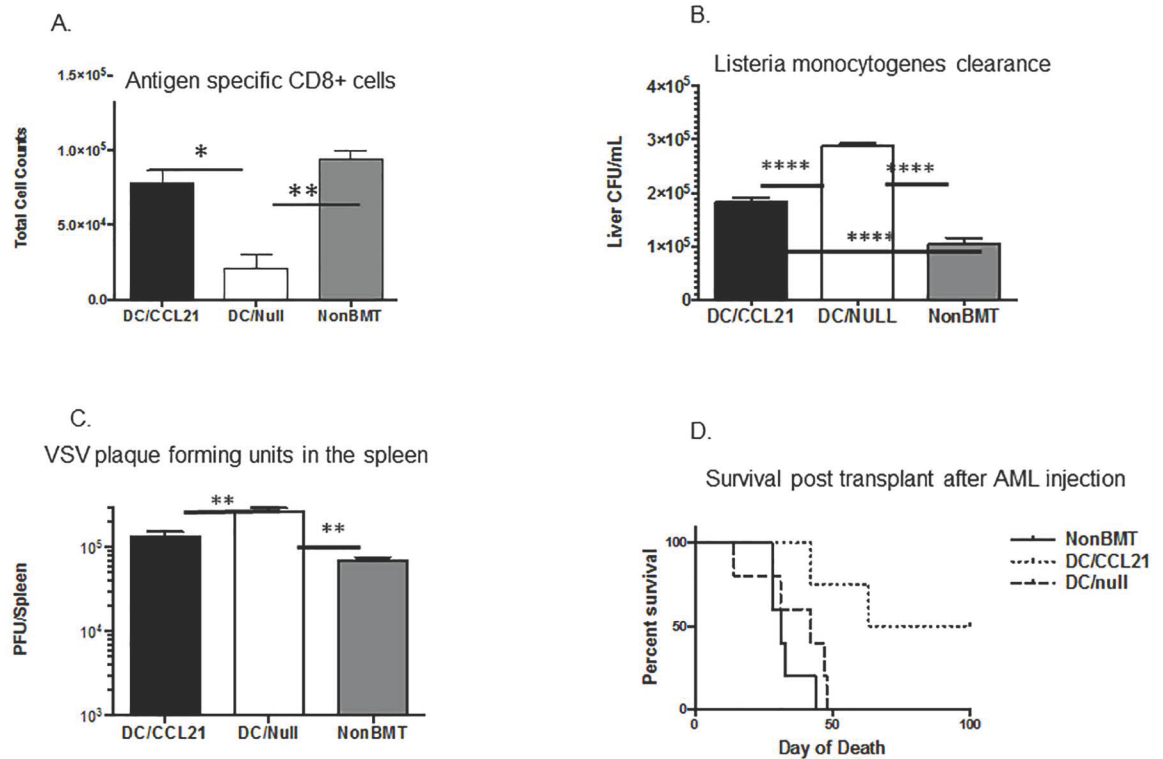 A.
Antigen specific CD8+ cells
1.5×10⁵
1.0×10⁵
5.0×10⁴
0.0
Total Cell Counts
*
**
DC/CCL21 DC/Null NonBMT
B.
Listeria monocytogenes clearance
4×10⁵
3×10⁵
2×10⁵
1×10⁵
0
Liver CFU/mL
****
****
****
DC/CCL21 DC/NULL NonBMT
C.
VSV plaque forming units in the spleen
10⁵
10⁴
10³
PFU/Spleen
**
**
DC/CCL21 DC/Null NonBMT
D.
Survival post transplant after AML injection
100
50
0
Percent survival
0 50 100
Day of Death
NonBMT
DC/CCL21
DC/null